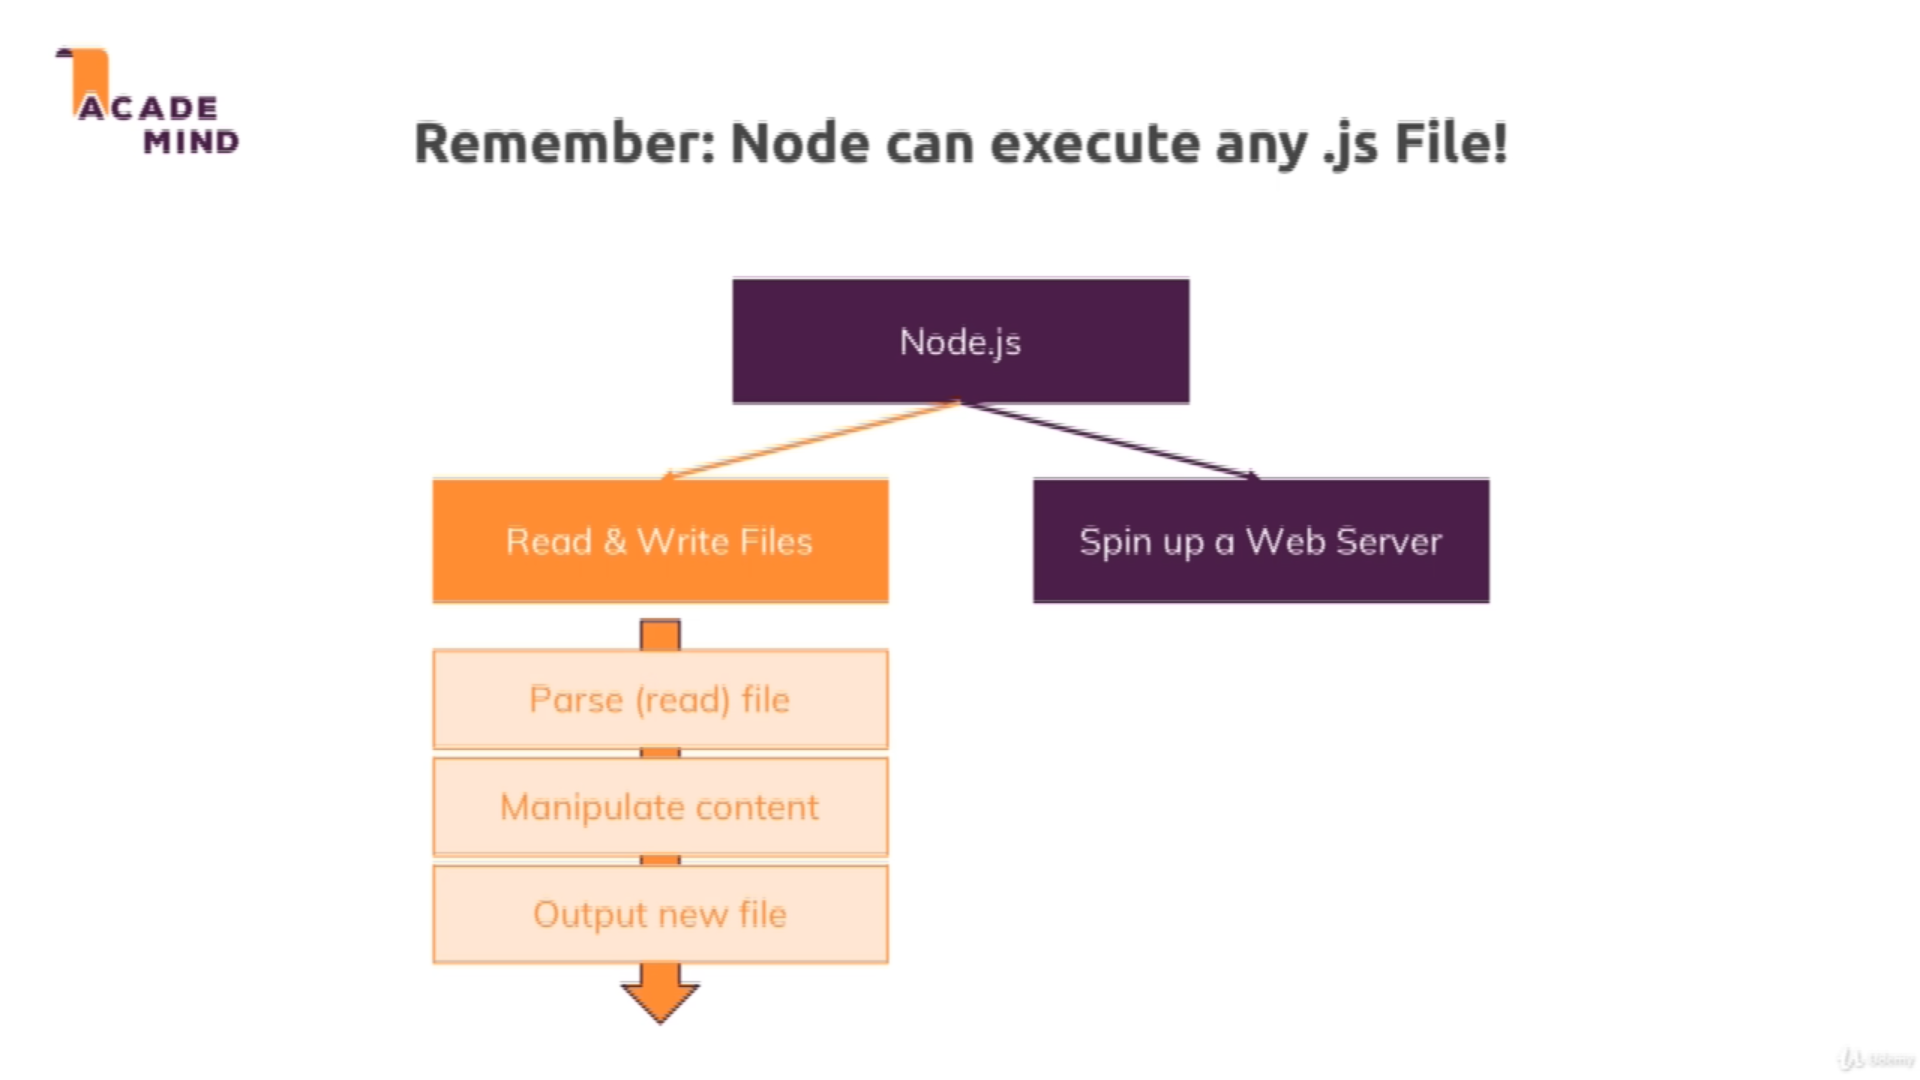 ACADE
MIND
Remember: Node can execute any .js File!
Node.js
Read & Write Files
Spin up a Web Server
Parse (read) file
Manipulate content
Output new file
Udemy